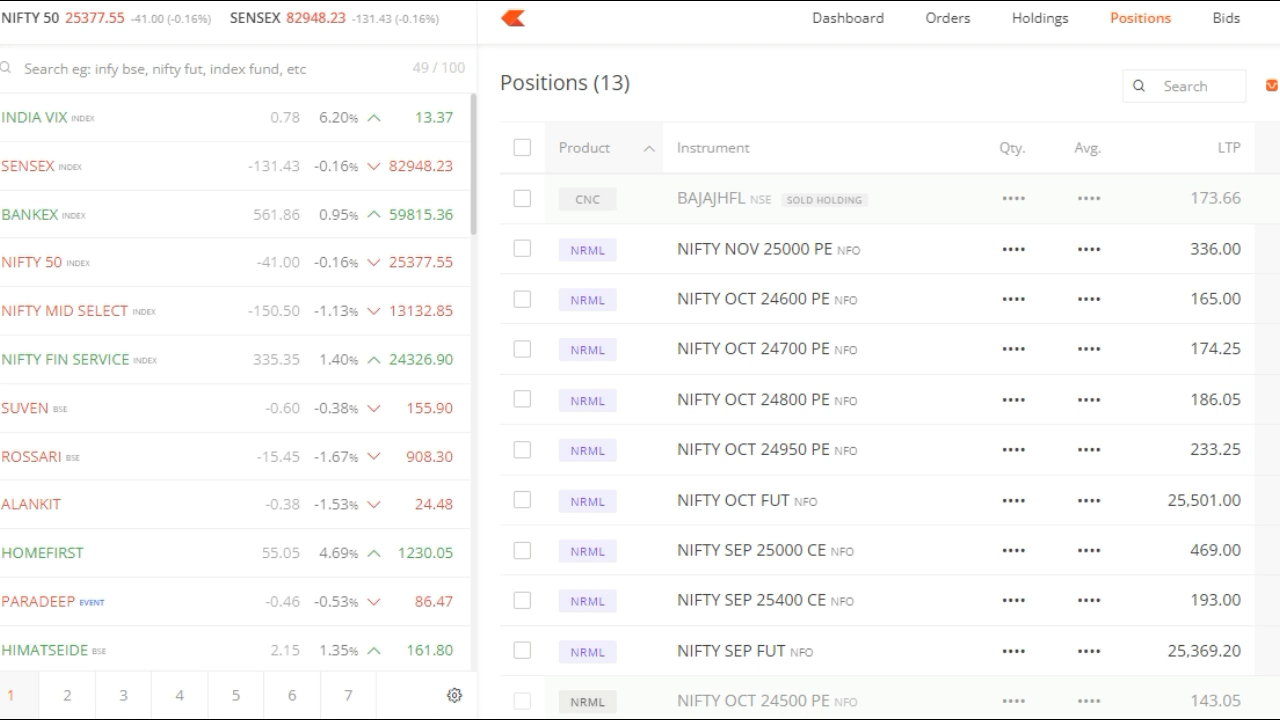 NIFTY 50 25377.55 -41.00 (-0.16%) SENSEX 82948.23 -131.43 (-0.16%)
Dashboard Orders Holdings Positions Bids
Search eg: infy bse, nifty fut, index fund, etc 49 / 100
INDIA VIX INDEX 0.78 6.20% 13.37
SENSEX INDEX -131.43 -0.16% 82948.23
BANKEX INDEX 561.86 0.95% 59815.36
NIFTY 50 INDEX -41.00 -0.16% 25377.55
NIFTY MID SELECT INDEX -150.50 -1.13% 13132.85
NIFTY FIN SERVICE INDEX 335.35 1.40% 24326.90
SUVEN BSE -0.60 -0.38% 155.90
ROSSARI BSE -15.45 -1.67% 908.30
ALANKIT -0.38 -1.53% 24.48
HOMEFIRST 55.05 4.69% 1230.05
PARADEEP EVENT -0.46 -0.53% 86.47
HIMATSEIDE BSE 2.15 1.35% 161.80
1 2 3 4 5 6 7
Positions (13) Search
Product Instrument Qty. Avg. LTP
CNC BAJAJHFL NSE SOLD HOLDING •••• •••• 173.66
NRML NIFTY NOV 25000 PE NFO •••• •••• 336.00
NRML NIFTY OCT 24600 PE NFO •••• •••• 165.00
NRML NIFTY OCT 24700 PE NFO •••• •••• 174.25
NRML NIFTY OCT 24800 PE NFO •••• •••• 186.05
NRML NIFTY OCT 24950 PE NFO •••• •••• 233.25
NRML NIFTY OCT FUT NFO •••• •••• 25,501.00
NRML NIFTY SEP 25000 CE NFO •••• •••• 469.00
NRML NIFTY SEP 25400 CE NFO •••• •••• 193.00
NRML NIFTY SEP FUT NFO •••• •••• 25,369.20
NRML NIFTY OCT 24500 PE NFO •••• •••• 143.05